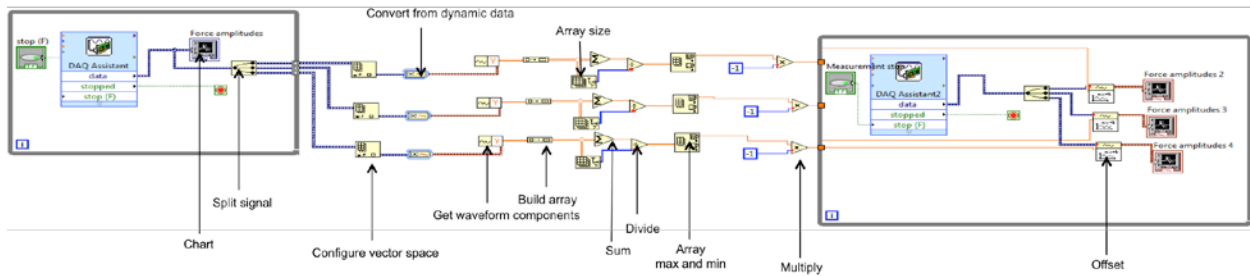 stop (F)
DAQ Assistant
data
stopped
stop (F)
Force amplitudes
i
Split signal
Chart
Convert from dynamic data
Configure vector space
Get waveform components
Build array
Array size
Sum
Divide
Array
max and min
-1
-1
-1
Multiply
Measurement stop
DAQ Assistant2
data
stopped
stop (F)
Force amplitudes 2
Force amplitudes 3
Force amplitudes 4
i
Offset